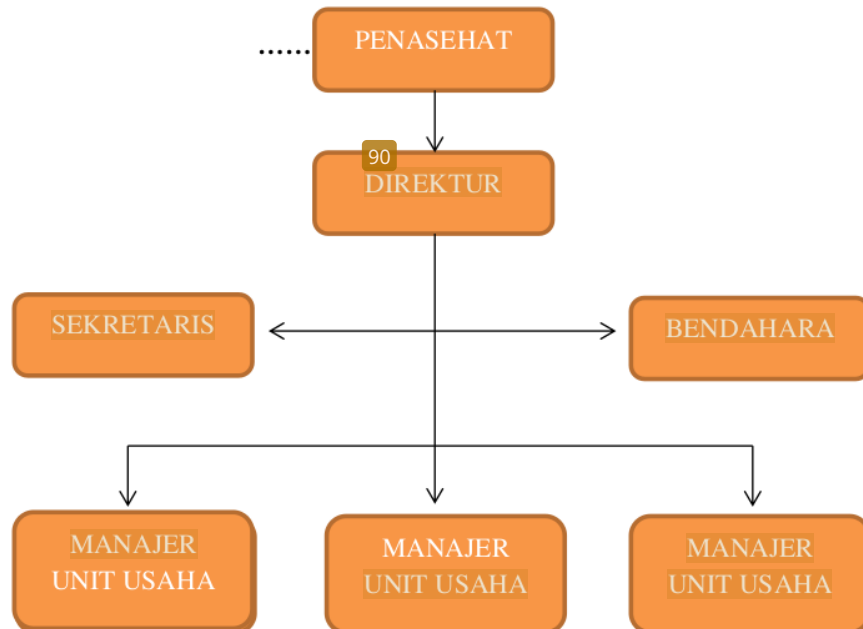 ...... PENASEHAT
90
DIREKTUR
SEKRETARIS
BENDAHARA
MANAJER
UNIT USAHA
MANAJER
UNIT USAHA
MANAJER
UNIT USAHA